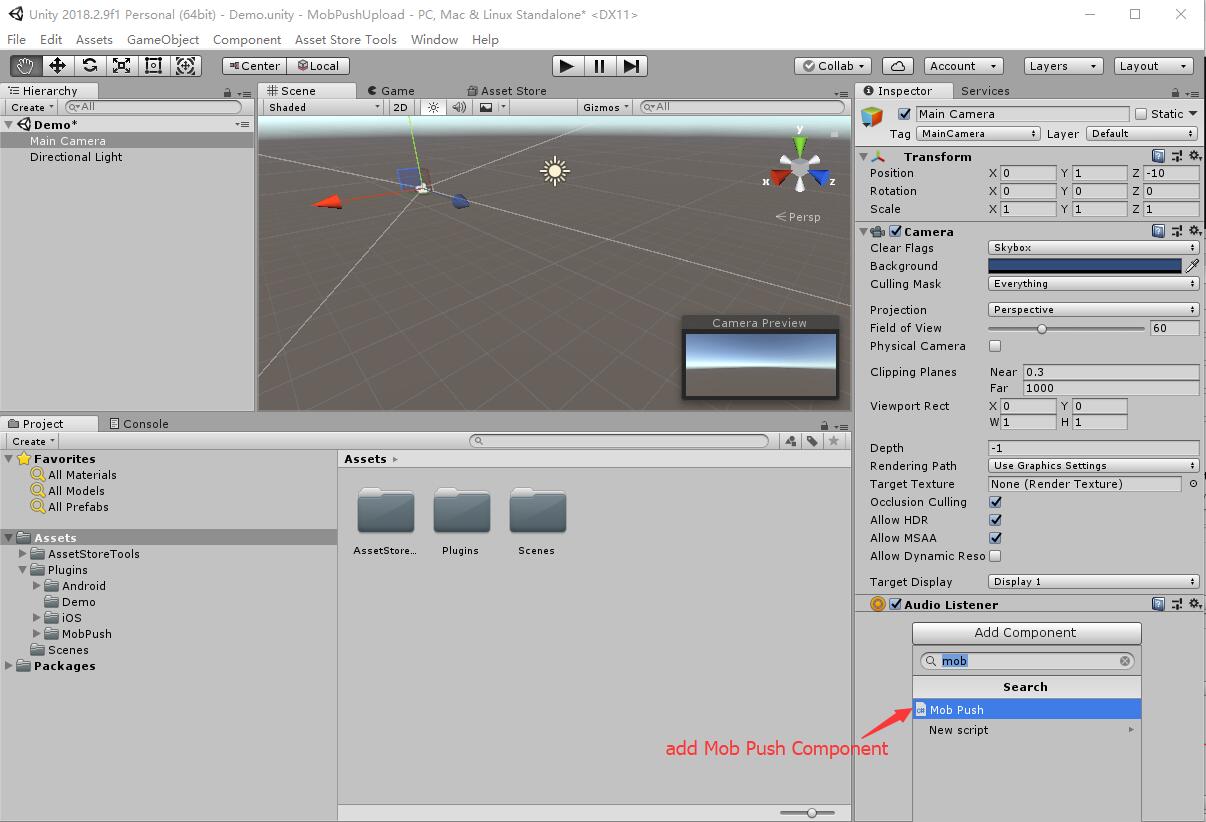 Unity 2018.2.9f1 Personal (64bit) - Demo.unity - MobPushUpload - PC, Mac & Linux Standalone* <DX11>
File Edit Assets GameObject Component Asset Store Tools Window Help
Center Local Collab Account Layers Layout
Hierarchy
Create All
Demo*
Main Camera
Directional Light
Scene Game Asset Store
Shaded 2D Gizmos All
y
x z
Persp
Camera Preview
Project Console
Create
Favorites
All Materials
All Models
All Prefabs
Assets
AssetStoreTools
Plugins
Android
Demo
iOS
MobPush
Scenes
Packages
Assets
AssetStore... Plugins Scenes
Inspector Services
Main Camera Static
Tag MainCamera Layer Default
Transform
Position X 0 Y 1 Z -10
Rotation X 0 Y 0 Z 0
Scale X 1 Y 1 Z 1
Camera
Clear Flags Skybox
Background
Culling Mask Everything
Projection Perspective
Field of View 60
Physical Camera
Clipping Planes Near 0.3
Far 1000
Viewport Rect X 0 Y 0
W 1 H 1
Depth -1
Rendering Path Use Graphics Settings
Target Texture None (Render Texture)
Occlusion Culling
Allow HDR
Allow MSAA
Allow Dynamic Reso
Target Display Display 1
Audio Listener
Add Component
mob
Search
c# Mob Push
New script
add Mob Push Component